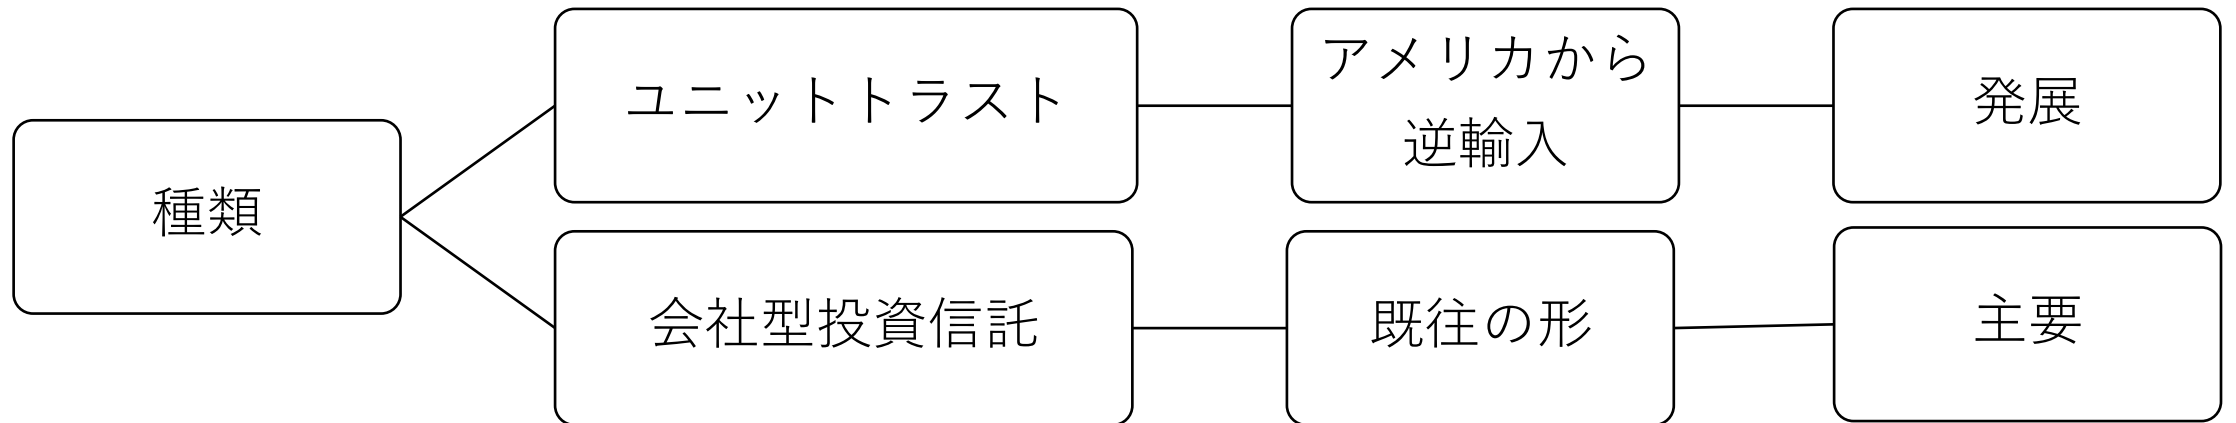 種類
ユニットトラスト
アメリカから
逆輸入
発展
会社型投資信託
既往の形
主要